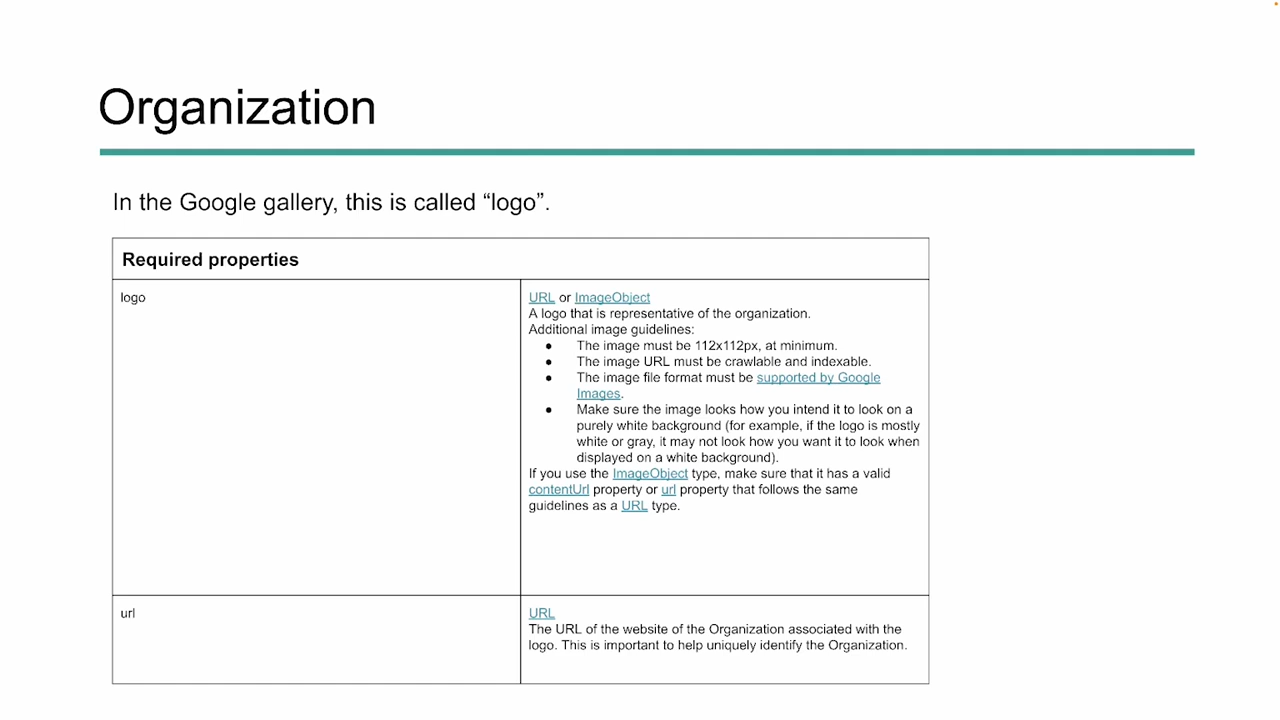 Organization
In the Google gallery, this is called “logo”.
Required properties
logo
URL or ImageObject
A logo that is representative of the organization.
Additional image guidelines:
● The image must be 112x112px, at minimum.
● The image URL must be crawlable and indexable.
● The image file format must be supported by Google
Images.
● Make sure the image looks how you intend it to look on a
purely white background (for example, if the logo is mostly
white or gray, it may not look how you want it to look when
displayed on a white background).
If you use the ImageObject type, make sure that it has a valid
contentUrl property or url property that follows the same
guidelines as a URL type.
url
URL
The URL of the website of the Organization associated with the
logo. This is important to help uniquely identify the Organization.